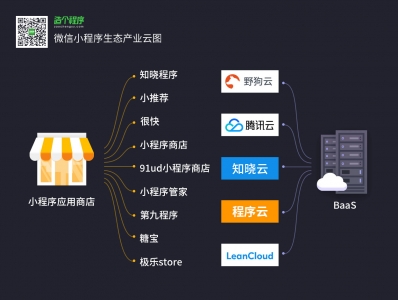 造个程序
微信小程序生态产业云图
知晓程序
小推荐
很快
小程序商店
91ud小程序商店
小程序管家
第九程序
糖宝
极乐store
小程序应用商店
野狗云
腾讯云
知晓云
程序云
LeanCloud
BaaS